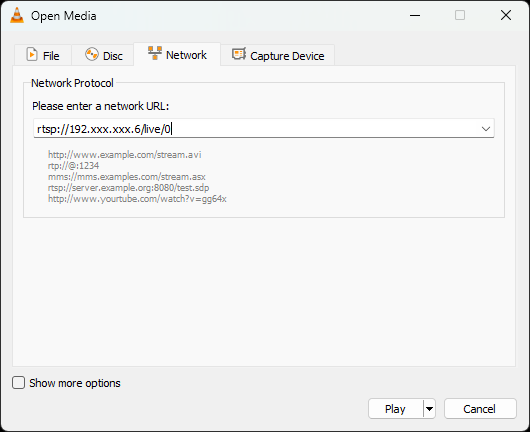 Open Media
File
Disc
Network
Capture Device
Network Protocol
Please enter a network URL:
rtsp://192.xxx.xxx.6/live/0
http://www.example.com/stream.avi
rtp://@:1234
mms://mms.examples.com/stream.asx
rtsp://server.example.org:8080/test.sdp
http://www.yourtube.com/watch?v=gg64x
Show more options
Play
Cancel